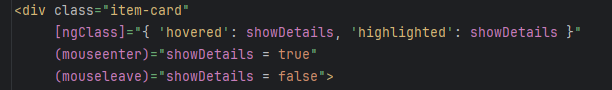 <div class="item-card"
[ngClass]="{ 'hovered': showDetails, 'highlighted': showDetails }"
(mouseenter)="showDetails = true"
(mouseleave)="showDetails = false">